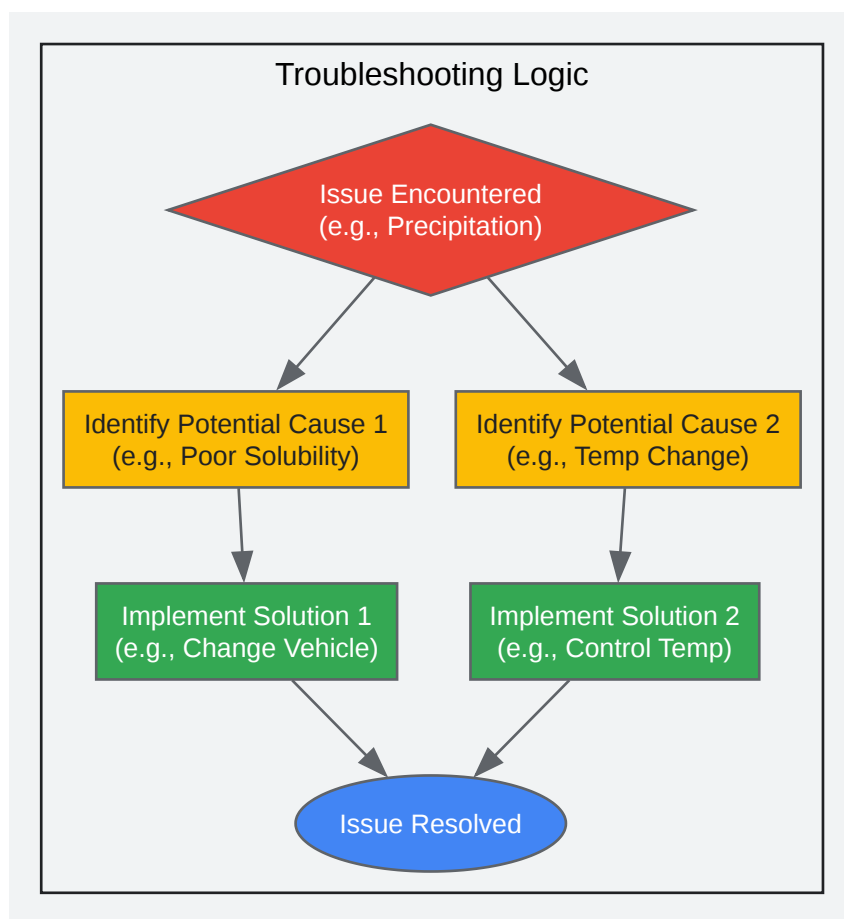 Troubleshooting Logic
Issue Encountered
(e.g., Precipitation)
Identify Potential Cause 1
(e.g., Poor Solubility)
Identify Potential Cause 2
(e.g., Temp Change)
Implement Solution 1
(e.g., Change Vehicle)
Implement Solution 2
(e.g., Control Temp)
Issue Resolved